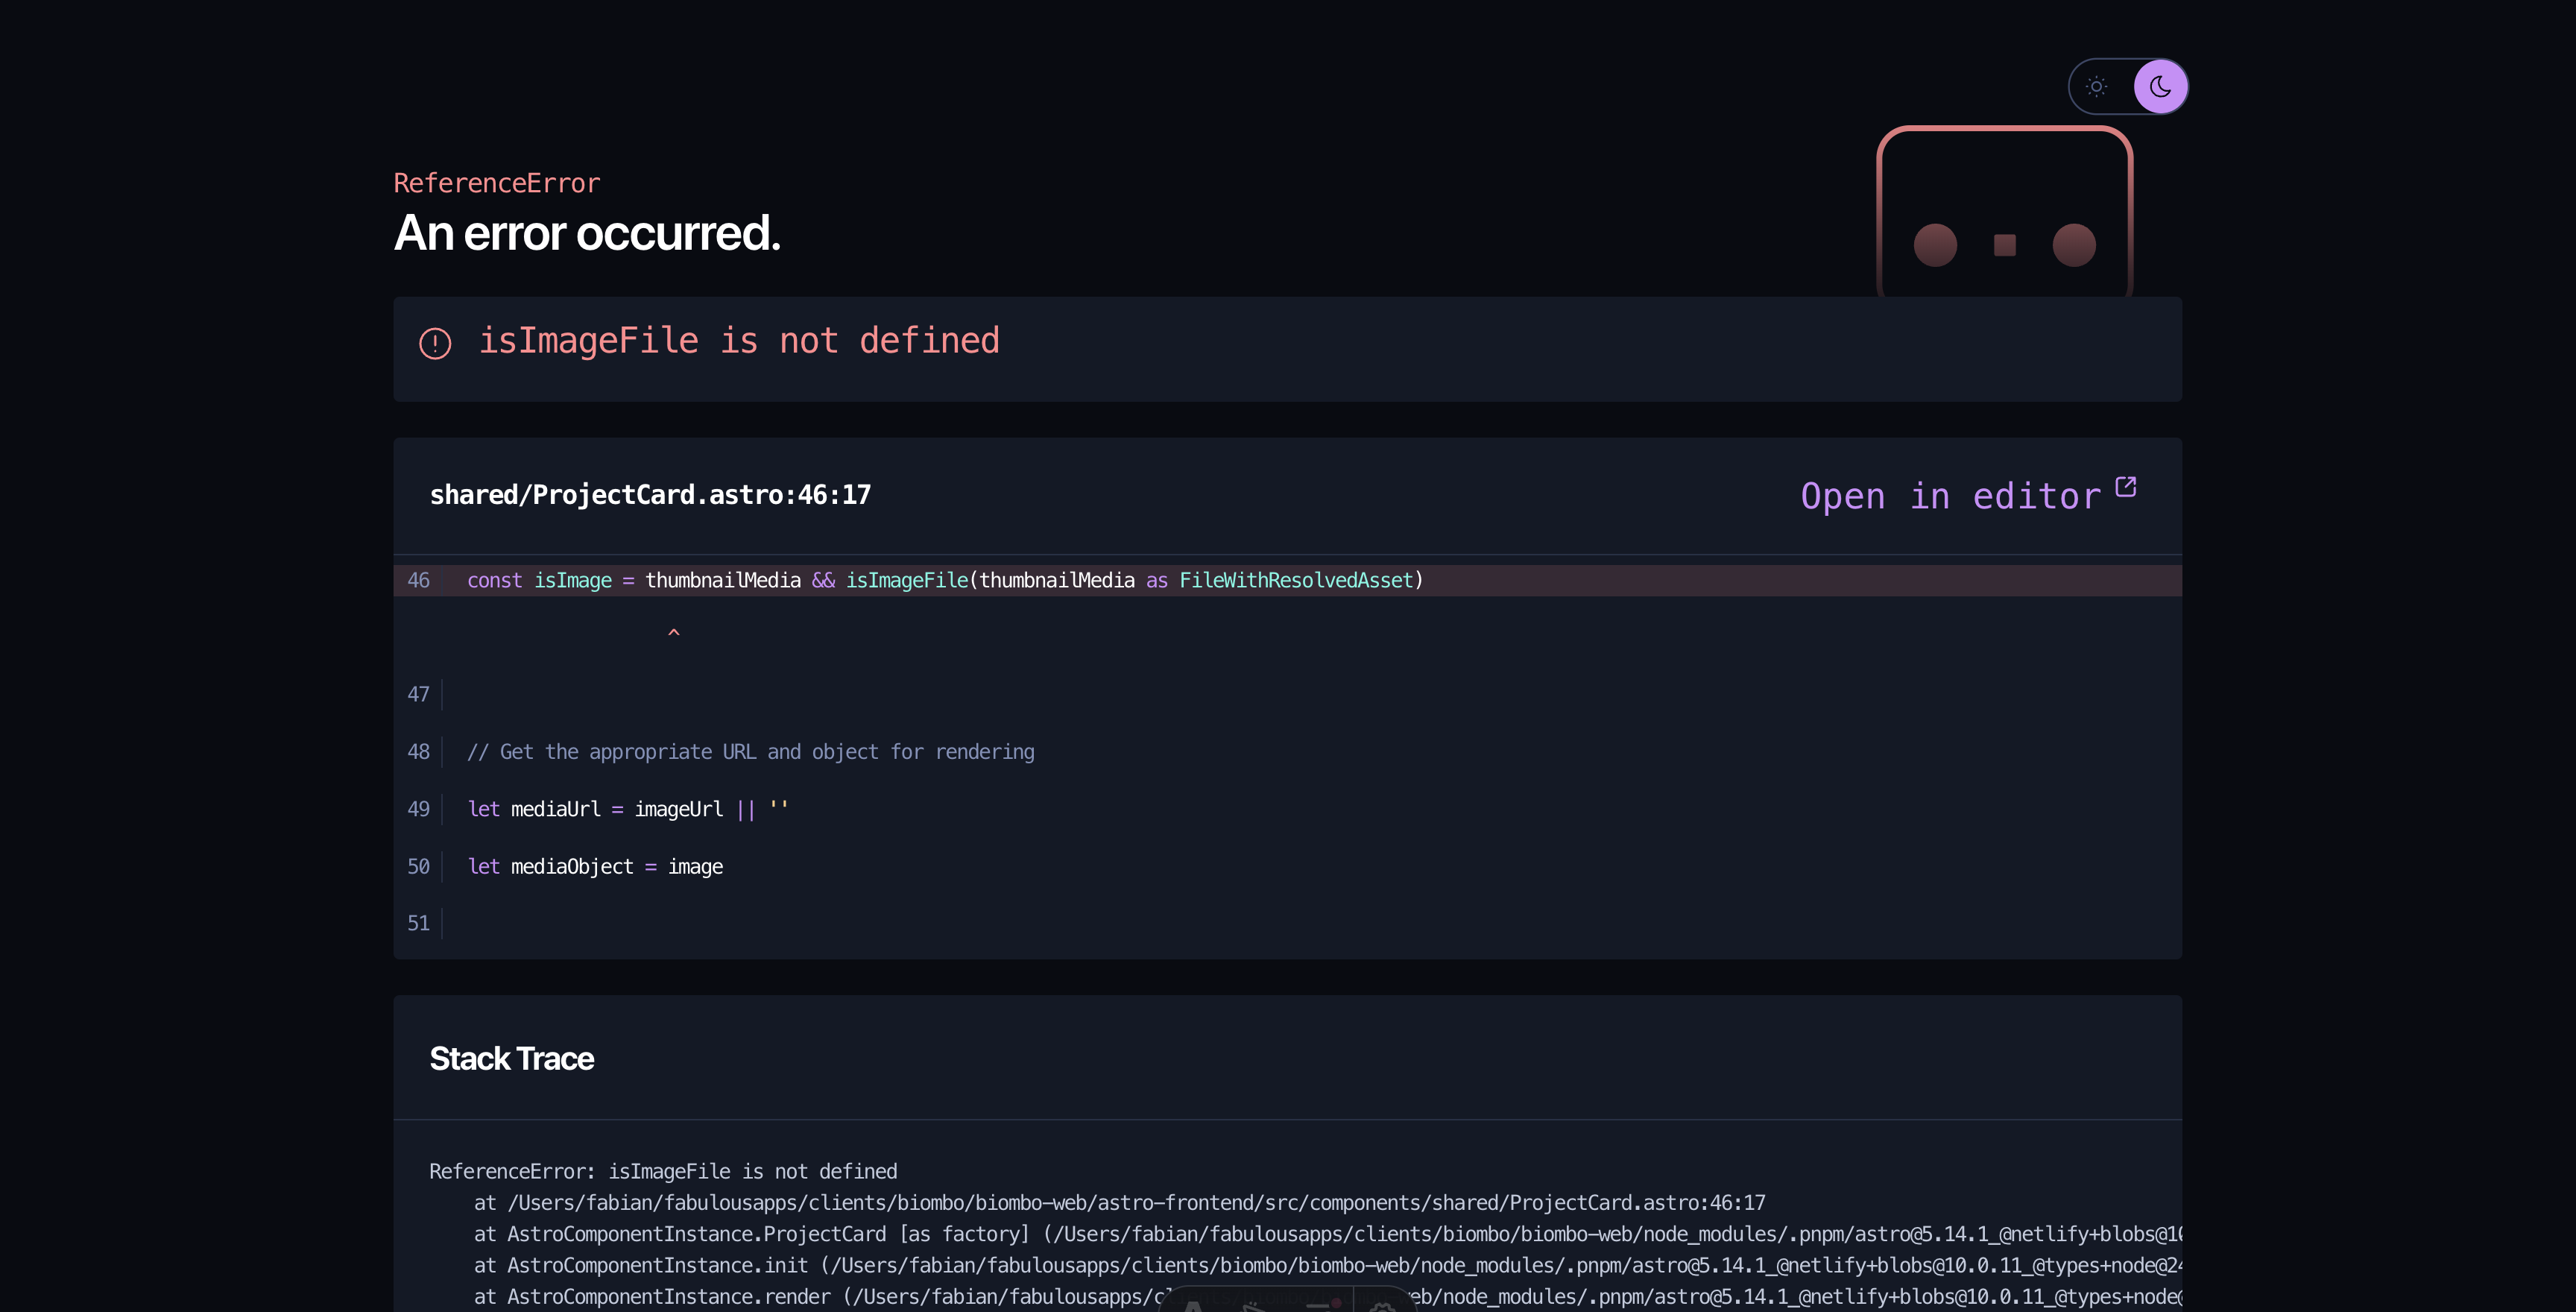 ReferenceError
An error occurred.
isImageFile is not defined
shared/ProjectCard.astro:46:17
Open in editor
46 const isImage = thumbnailMedia && isImageFile(thumbnailMedia as FileWithResolvedAsset)
^
47
48 // Get the appropriate URL and object for rendering
49 let mediaUrl = imageUrl || ''
50 let mediaObject = image
51
Stack Trace
ReferenceError: isImageFile is not defined
at /Users/fabian/fabulousapps/clients/biombo/biombo-web/astro-frontend/src/components/shared/ProjectCard.astro:46:17
at AstroComponentInstance.ProjectCard [as factory] (/Users/fabian/fabulousapps/clients/biombo/biombo-web/node_modules/.pnpm/astro@5.14.1_@netlify+blobs@10
at AstroComponentInstance.init (/Users/fabian/fabulousapps/clients/biombo/biombo-web/node_modules/.pnpm/astro@5.14.1_@netlify+blobs@10.0.11_@types+node@24
at AstroComponentInstance.render (/Users/fabian/fabulousapps/ eb/node_modules/.pnpm/astro@5.14.1_@netlify+blobs@10.0.11_@types+node@